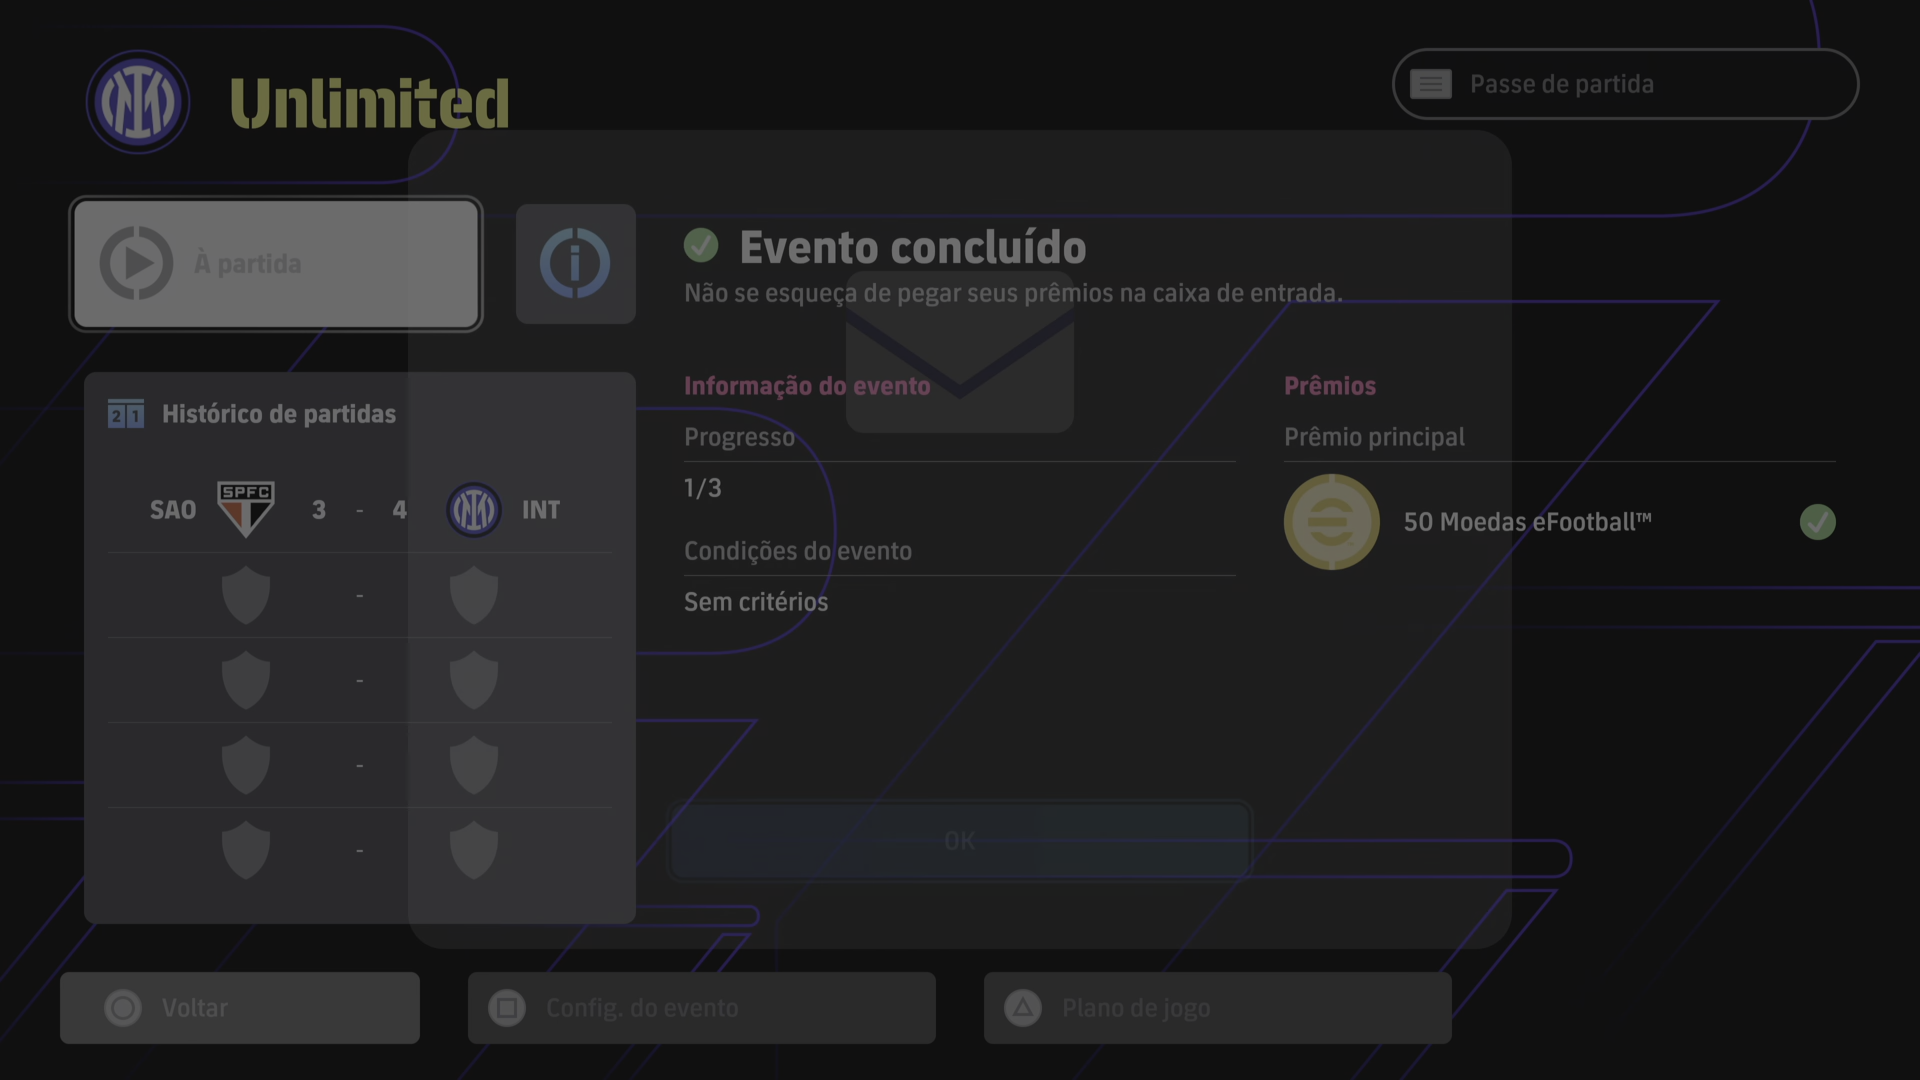 Unlimited
Passe de partida
À partida
Evento concluído
Não se esqueça de pegar seus prêmios na caixa de entrada.
Informação do evento
Prêmios
21 Histórico de partidas
Progresso
Prêmio principal
1/3
SAO SPFC 3 - 4 INT
50 Moedas eFootball™
Condições do evento
Sem critérios
-
-
-
-
OK
Voltar
Config. do evento
Plano de jogo